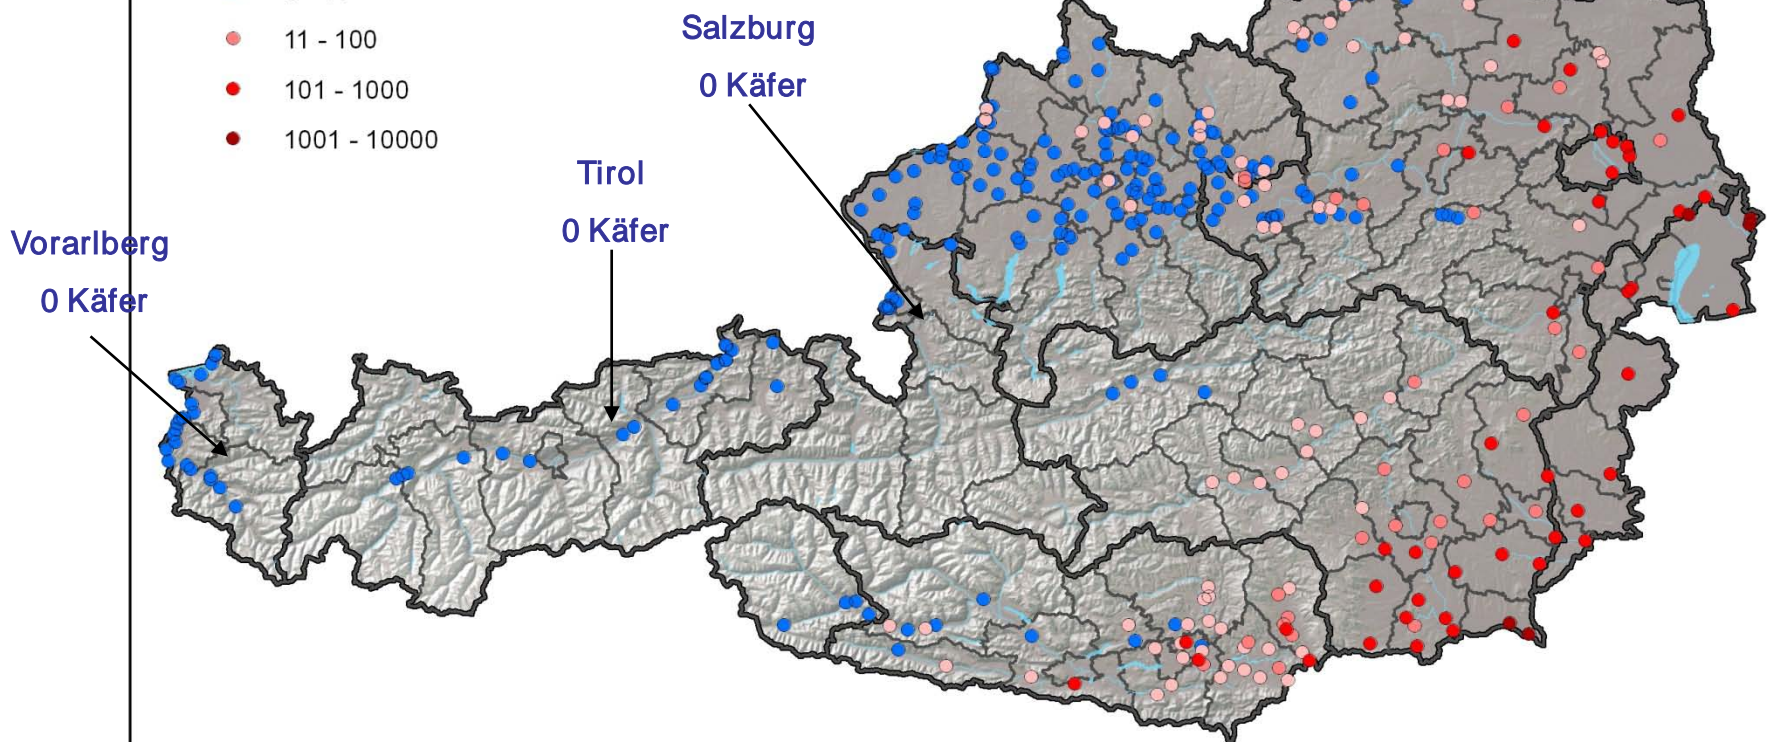 11 - 100
101 - 1000
1001 - 10000
Salzburg
0 Käfer
Tirol
0 Käfer
Vorarlberg
0 Käfer